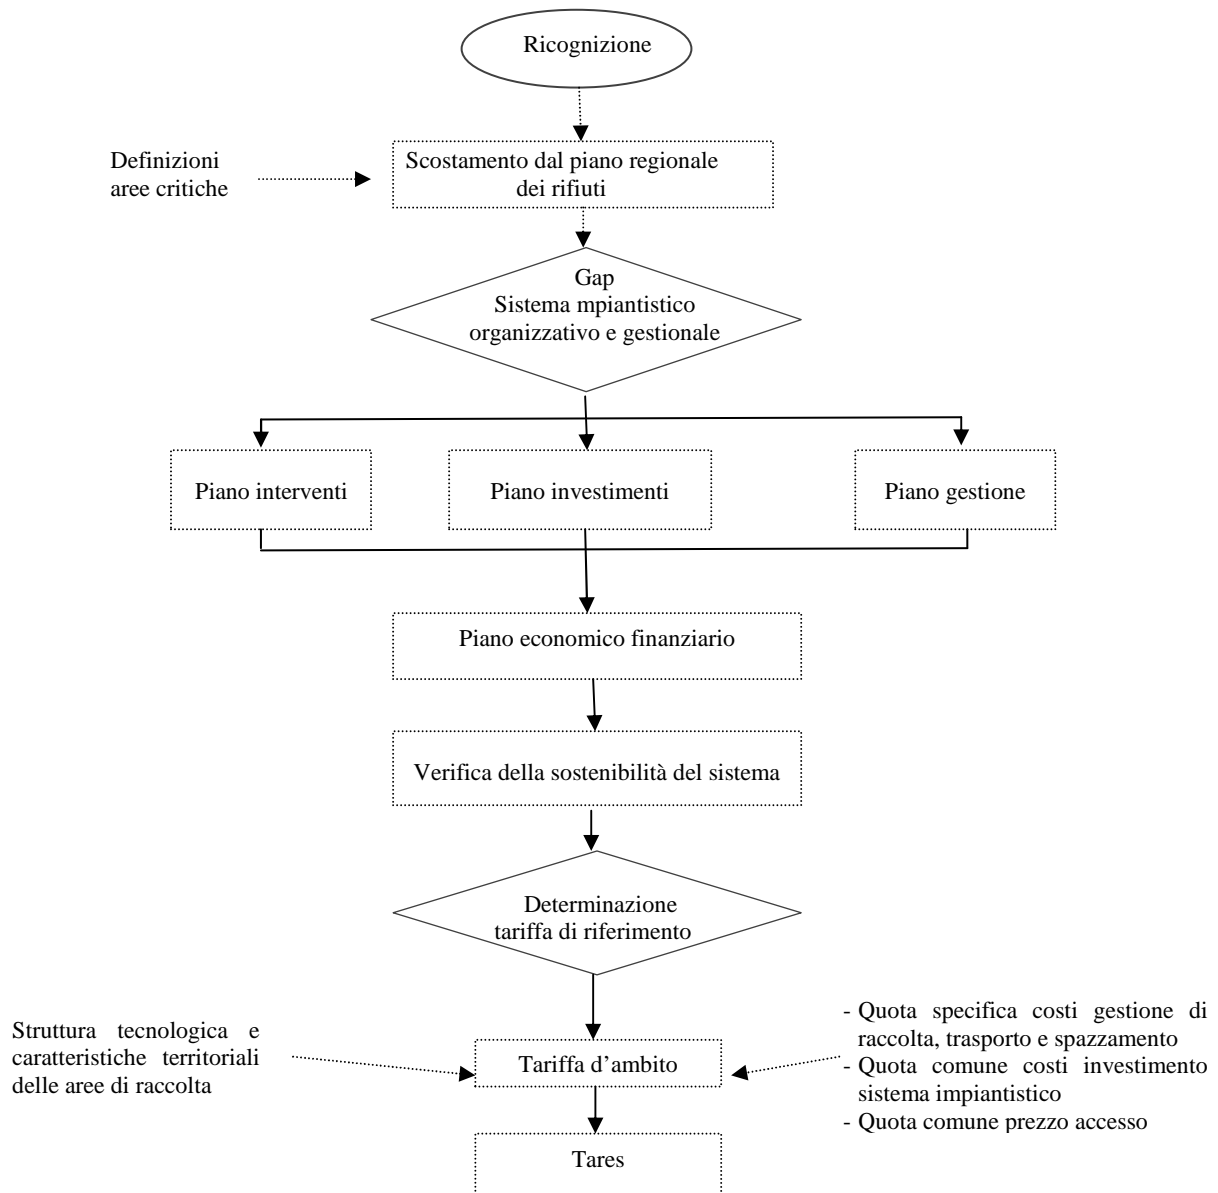 Ricognizione
Definizioni
aree critiche
Scostamento dal piano regionale
dei rifiuti
Gap
Sistema mpiantistico
organizzativo e gestionale
Piano interventi
Piano investimenti
Piano gestione
Piano economico finanziario
Verifica della sostenibilità del sistema
Determinazione
tariffa di riferimento
Struttura tecnologica e
caratteristiche territoriali
delle aree di raccolta
Tariffa d'ambito
- Quota specifica costi gestione di
raccolta, trasporto e spazzamento
- Quota comune costi investimento
sistema impiantistico
- Quota comune prezzo accesso
Tares